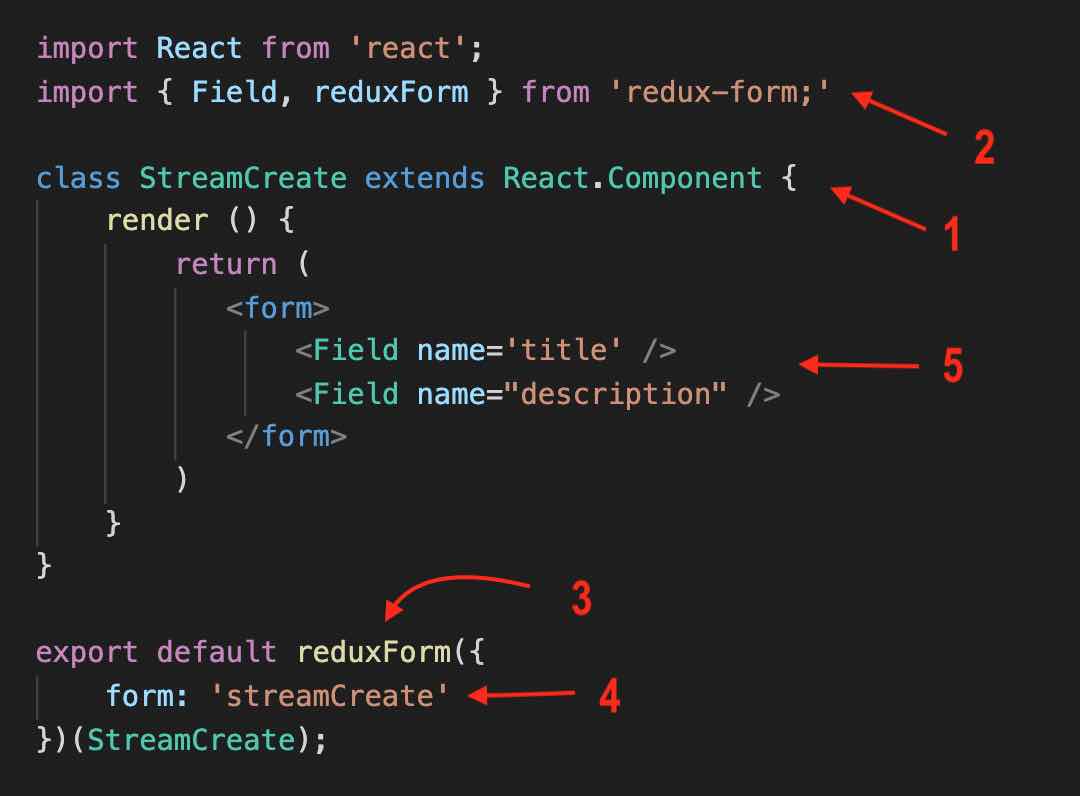 import React from 'react';
import { Field, reduxForm } from 'redux-form;'
2
class StreamCreate extends React.Component {
1
render () {
return (
<form>
<Field name='title' />
5
<Field name="description" />
</form>
)
}
}
3
export default reduxForm({
form: 'streamCreate'
4
})(StreamCreate);